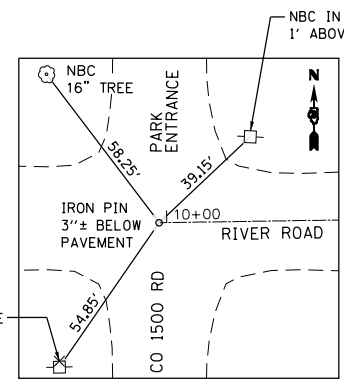 NBC IN
1' ABOV
NBC
16" TREE
PARK
ENTRANCE
N
58.25'
39.15'
IRON PIN
3"± BELOW
PAVEMENT
10+00
RIVER ROAD
54.85'
CO 1500 RD
E